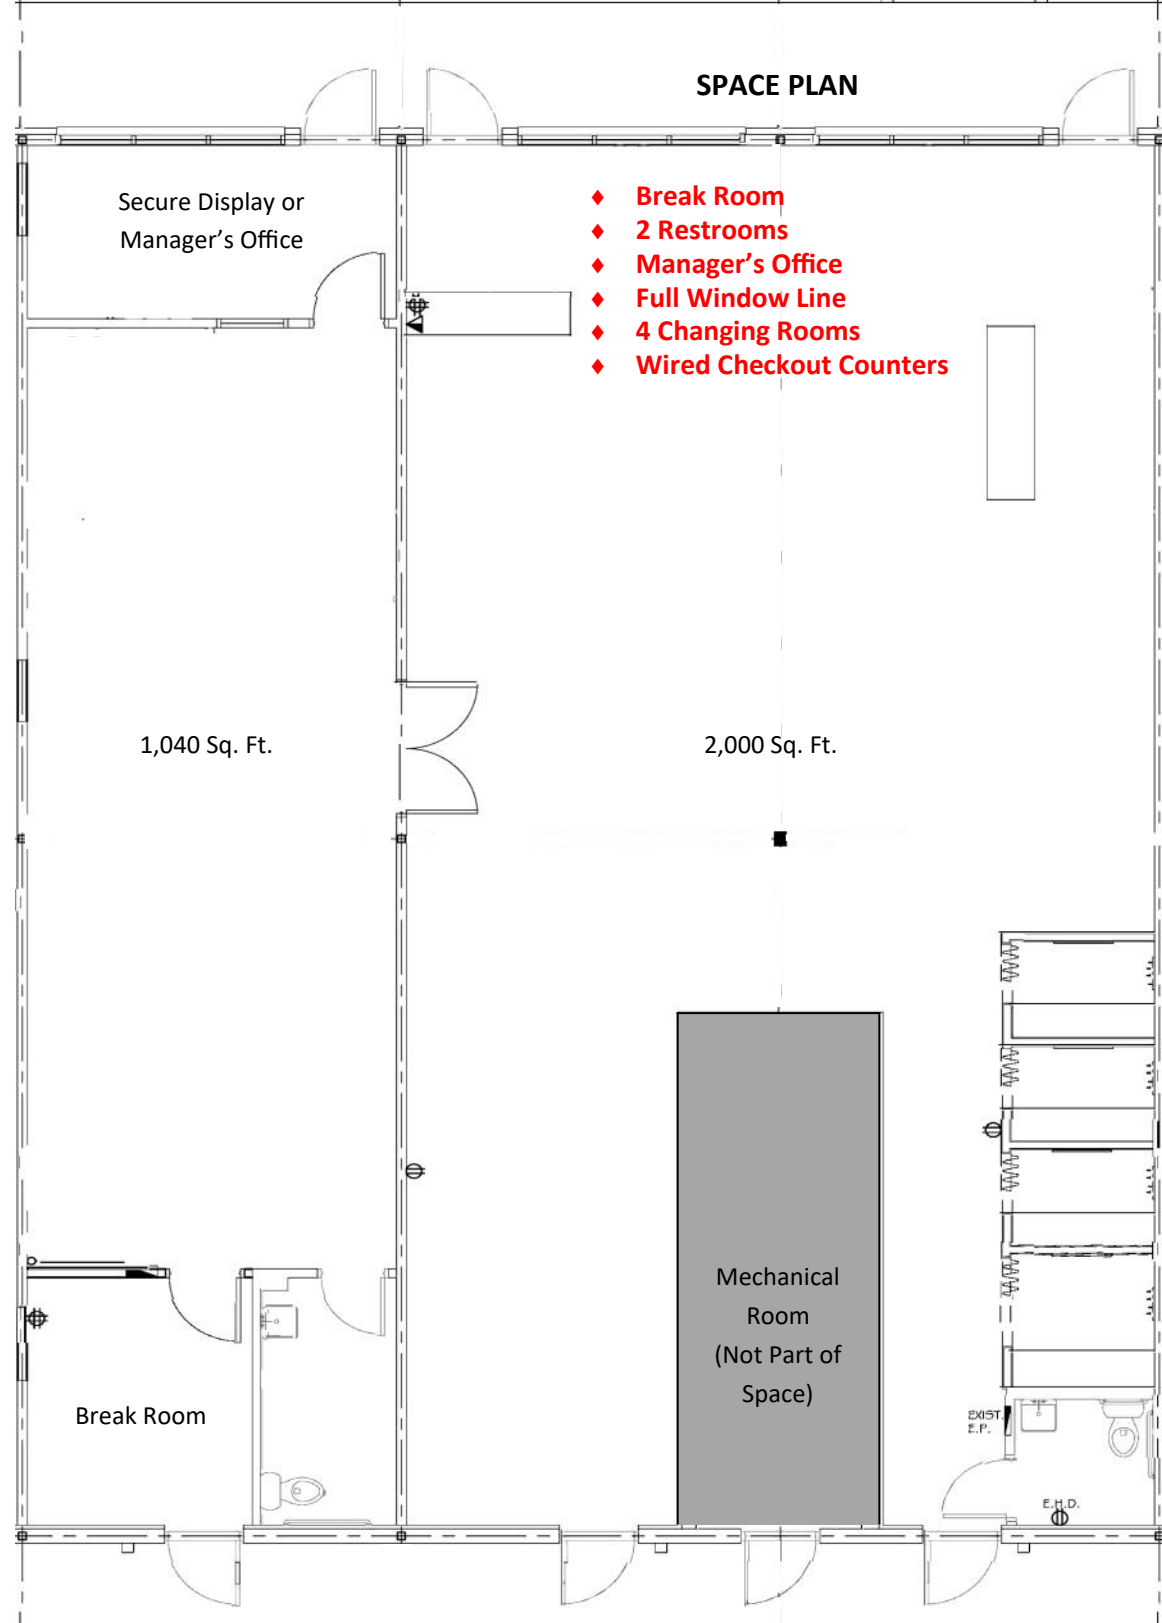 SPACE PLAN
Secure Display or
Manager's Office
♦ Break Room
♦ 2 Restrooms
♦ Manager's Office
♦ Full Window Line
♦ 4 Changing Rooms
♦ Wired Checkout Counters
1,040 Sq. Ft.
2,000 Sq. Ft.
Mechanical
Room
(Not Part of
Space)
Break Room
EXIST.
E.P.
E.H.D.